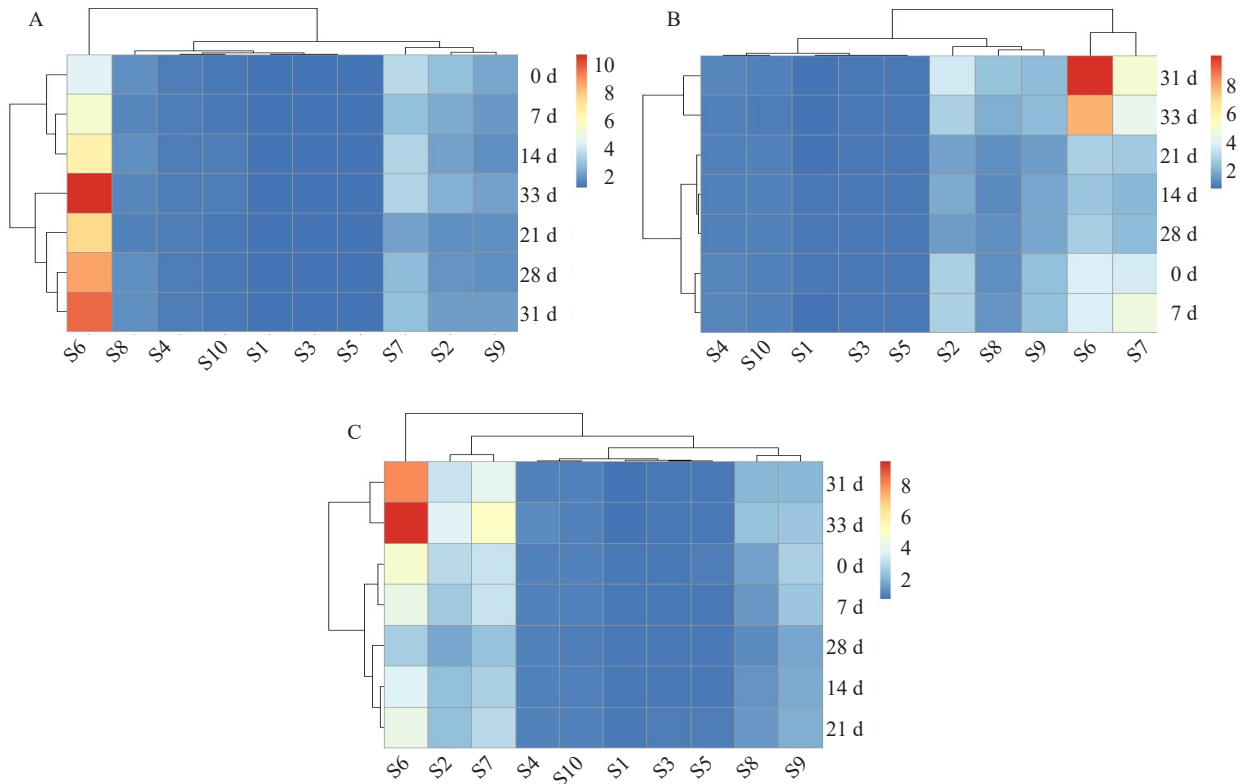 A
0 d
7 d
14 d
33 d
21 d
28 d
31 d
10
8
6
4
2
S6 S8 S4 S10 S1 S3 S5 S7 S2 S9
B
31 d
33 d
21 d
14 d
28 d
0 d
7 d
8
6
4
2
S4 S10 S1 S3 S5 S2 S8 S9 S6 S7
C
31 d
33 d
0 d
7 d
28 d
14 d
21 d
8
6
4
2
S6 S2 S7 S4 S10 S1 S3 S5 S8 S9